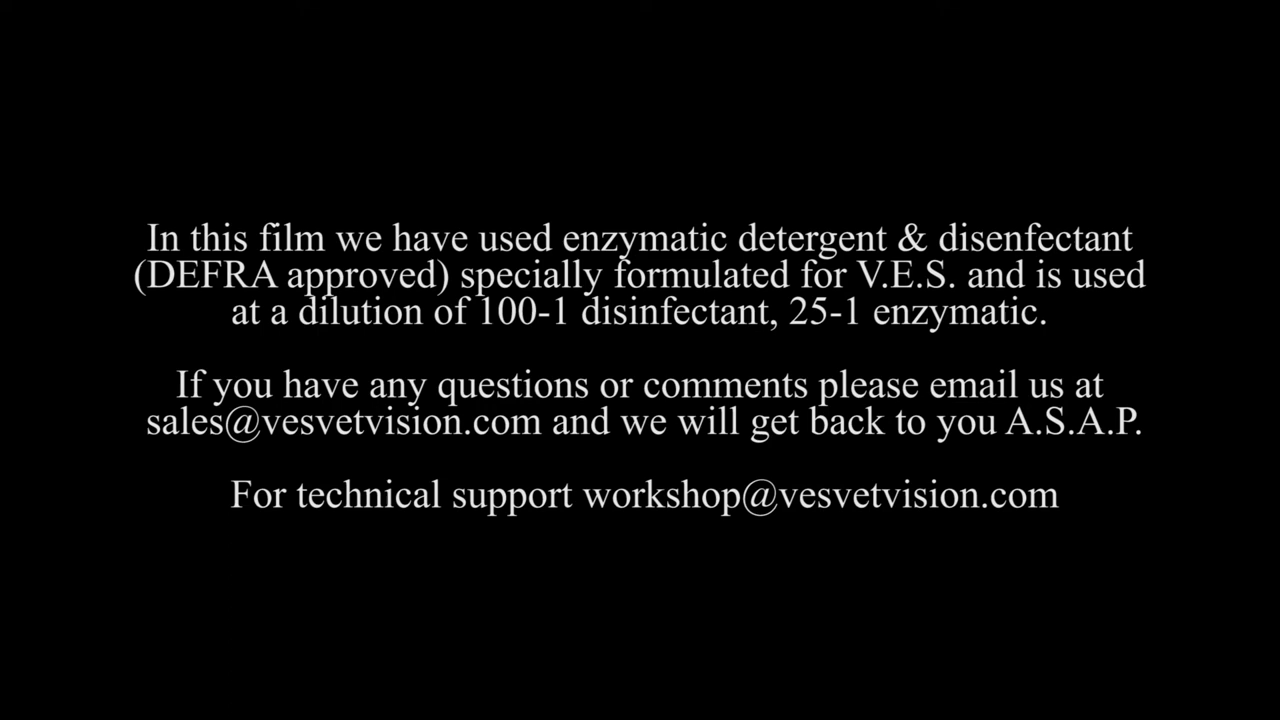 In this film we have used enzymatic detergent & disenfectant
(DEFRA approved) specially formulated for V.E.S. and is used
at a dilution of 100-1 disinfectant, 25-1 enzymatic.
If you have any questions or comments please email us at
sales@vesvetvision.com and we will get back to you A.S.A.P.
For technical support workshop@vesvetvision.com